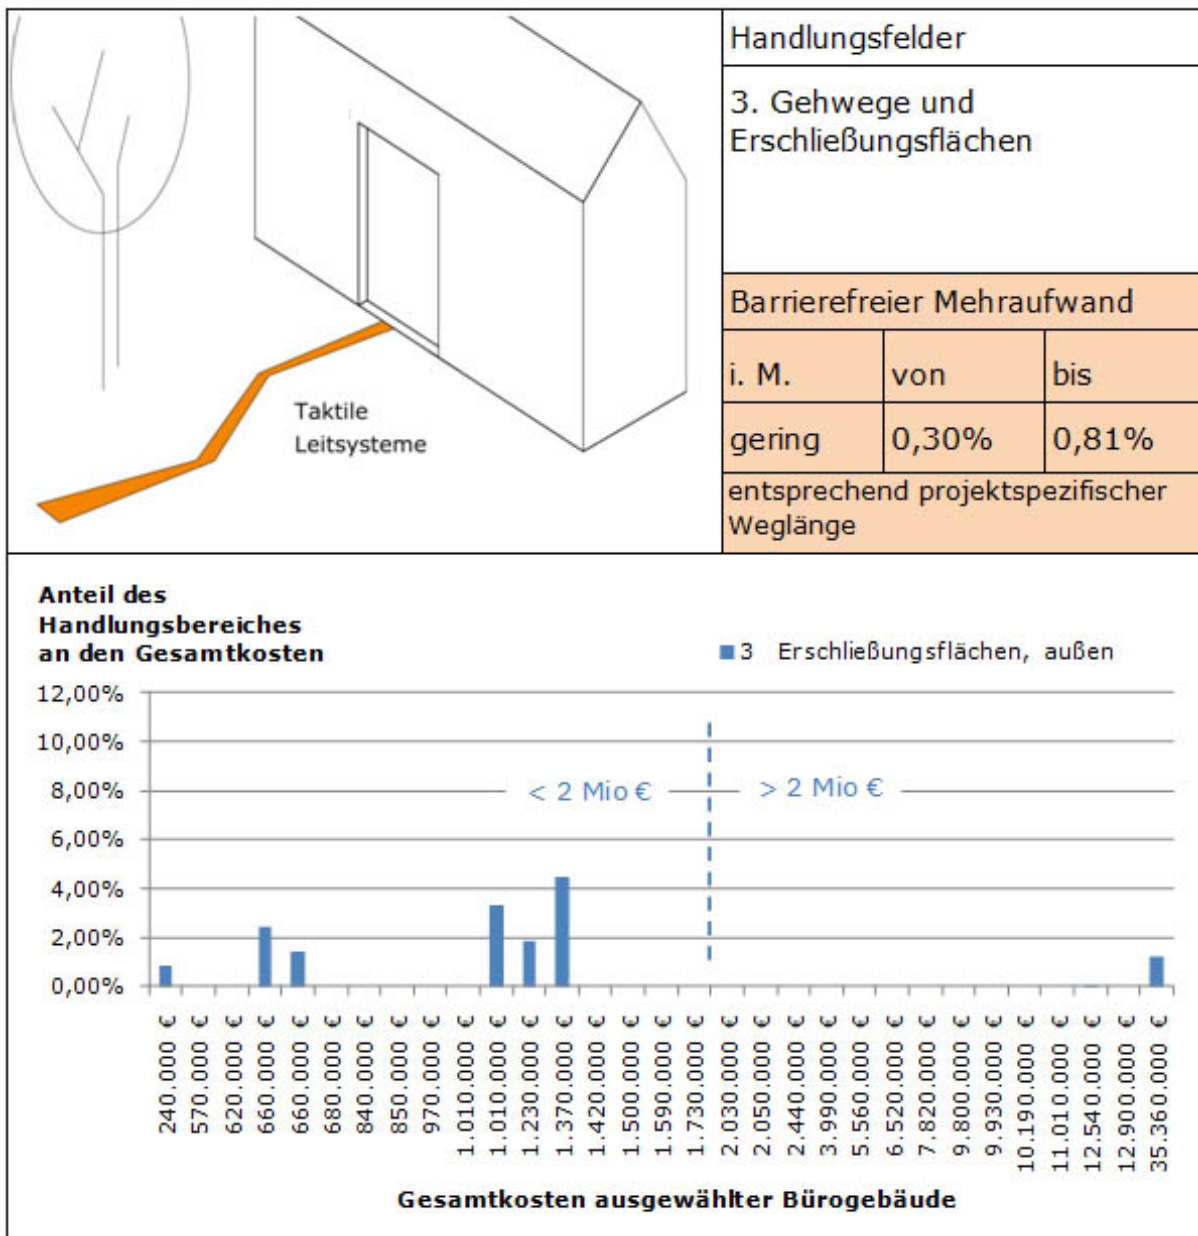 Handlungsfelder
3. Gehwege und
Erschließungsflächen
Taktile
Leitsysteme
Barrierefreier Mehraufwand
i. M. von bis
gering 0,30% 0,81%
entsprechend projektspezifischer
Weglänge
Anteil des
Handlungsbereiches
an den Gesamtkosten
3 Erschließungsflächen, außen
12,00%
10,00%
8,00%
6,00%
4,00%
2,00%
0,00%
< 2 Mio €
> 2 Mio €
240.000 €
570.000 €
620.000 €
660.000 €
660.000 €
680.000 €
840.000 €
850.000 €
970.000 €
1.010.000 €
1.010.000 €
1.230.000 €
1.370.000 €
1.420.000 €
1.500.000 €
1.590.000 €
1.730.000 €
2.030.000 €
2.050.000 €
2.440.000 €
3.990.000 €
5.560.000 €
6.520.000 €
7.820.000 €
9.800.000 €
9.930.000 €
10.190.000 €
11.010.000 €
12.540.000 €
12.900.000 €
35.360.000 €
Gesamtkosten ausgewählter Bürogebäude